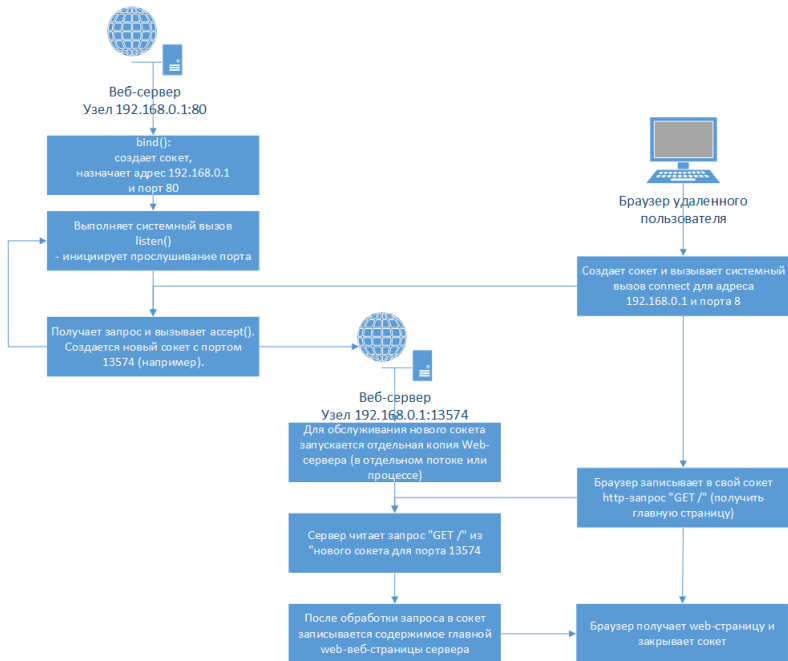 Веб-сервер
Узел 192.168.0.1:80
bind():
создает сокет,
назначает адрес 192.168.0.1
и порт 80
Выполняет системный вызов
listen()
- инициирует прослушивание порта
Браузер удаленного
пользователя
Создает сокет и вызывает системный
вызов connect для адреса
192.168.0.1 и порта 8
Получает запрос и вызывает accept().
Создается новый сокет с портом
13574 (например).
Веб-сервер
Узел 192.168.0.1:13574
Для обслуживания нового сокета
запускается отдельная копия Web-
сервера (в отдельном потоке или
процессе)
Браузер записывает в свой сокет
http-запрос "GET /" (получить
главную страницу)
Сервер читает запрос "GET /" из
"нового сокета для порта 13574
После обработки запроса в сокет
записывается содержимое главной
web-веб-страницы сервера
Браузер получает web-страницу и
закрывает сокет